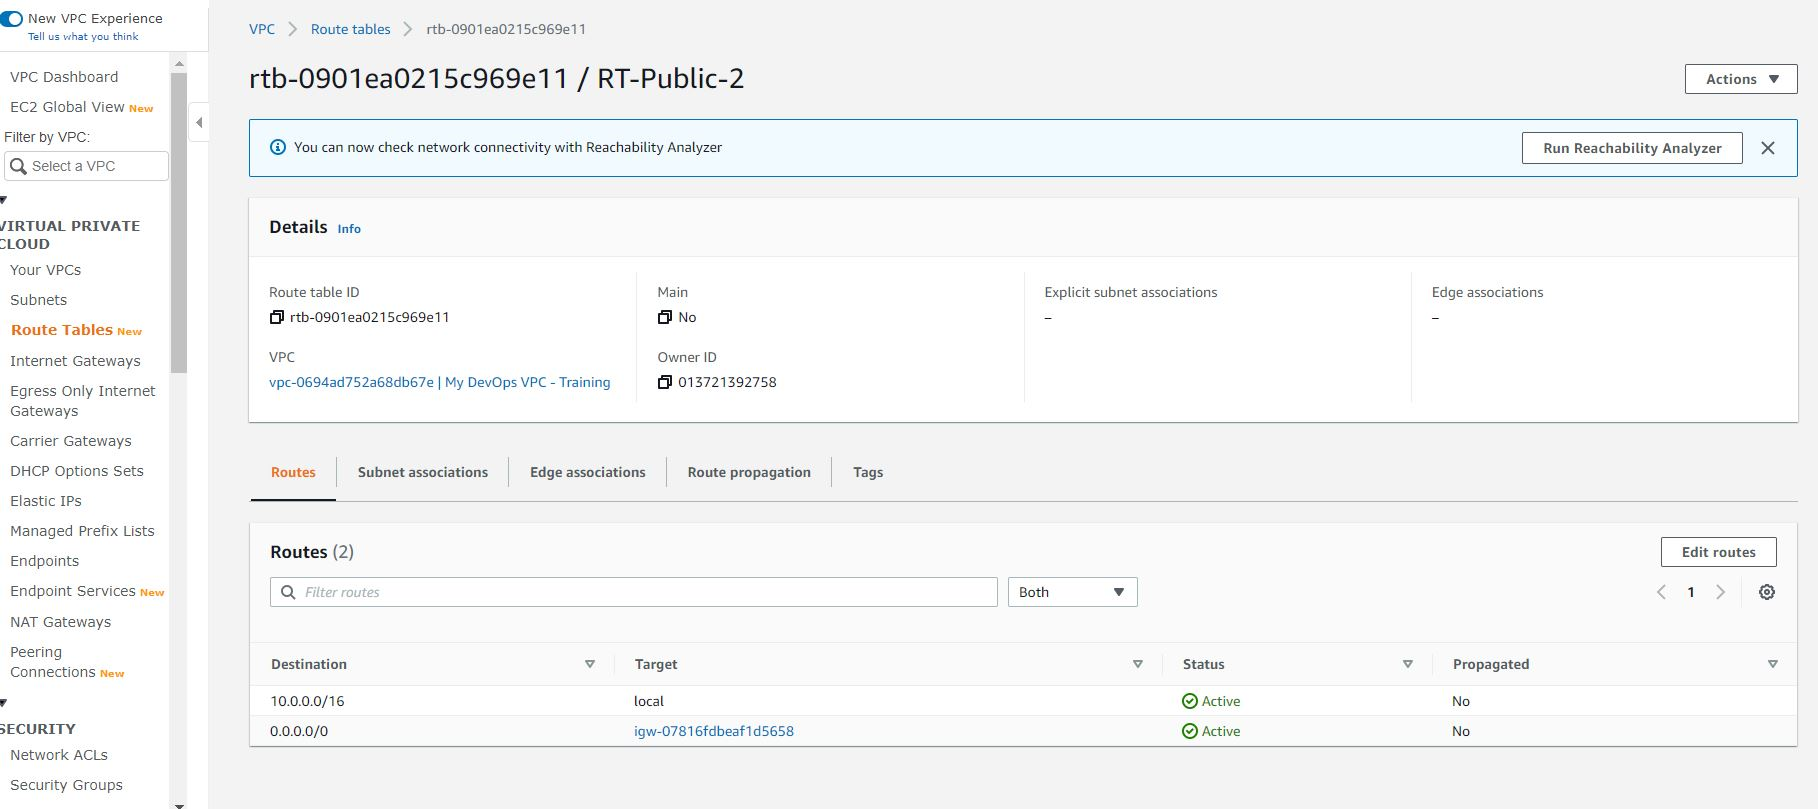 New VPC Experience
Tell us what you think
VPC Dashboard
EC2 Global View New
Filter by VPC:
Select a VPC
VIRTUAL PRIVATE
CLOUD
Your VPCs
Subnets
Route Tables New
Internet Gateways
Egress Only Internet
Gateways
Carrier Gateways
DHCP Options Sets
Elastic IPs
Managed Prefix Lists
Endpoints
Endpoint Services New
NAT Gateways
Peering
Connections New
SECURITY
Network ACLs
Security Groups
VPC Route tables rtb-0901ea0215c969e11
rtb-0901ea0215c969e11 / RT-Public-2
Actions
You can now check network connectivity with Reachability Analyzer
Run Reachability Analyzer
Details Info
Route table ID
rtb-0901ea0215c969e11
Main
No
Explicit subnet associations
–
Edge associations
–
VPC
vpc-0694ad752a68db67e | My DevOps VPC - Training
Owner ID
013721392758
Routes Subnet associations Edge associations Route propagation Tags
Routes (2)
Edit routes
Filter routes
Both
1
Destination Target Status Propagated
10.0.0.0/16 local Active No
0.0.0.0/0 igw-07816fdbeaf1d5658 Active No